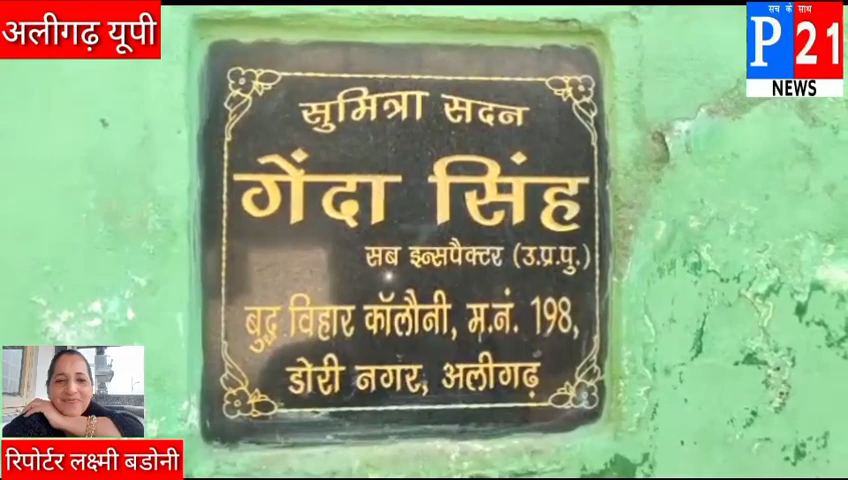 अलीगढ़ यूपी
सच के साथ
P21
NEWS
सुमित्रा सदन
गेंदा सिंह
सब इन्सपैक्टर (उ.प्र.पु.)
बुद्ध विहार कॉलौनी, म.नं. 198,
डोरी नगर, अलीगढ़
रिपोर्टर लक्ष्मी बडोनी